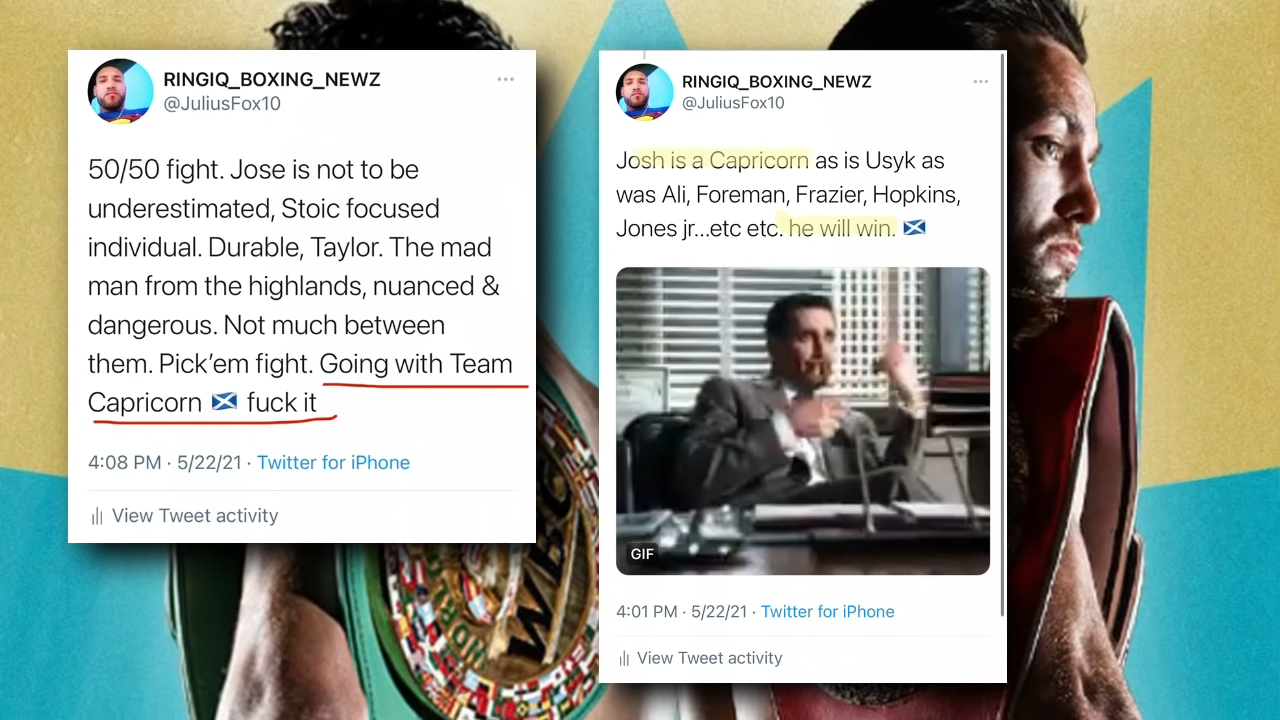 RINGIQ_BOXING_NEWZ
@JuliusFox10
50/50 fight. Jose is not to be
underestimated, Stoic focused
individual. Durable, Taylor. The mad
man from the highlands, nuanced &
dangerous. Not much between
them. Pick'em fight. Going with Team
Capricorn 🏴󠁧󠁢󠁳󠁣󠁴󠁿 fuck it
4:08 PM · 5/22/21 · Twitter for iPhone
View Tweet activity
RINGIQ_BOXING_NEWZ
@JuliusFox10
Josh is a Capricorn as is Usyk as
was Ali, Foreman, Frazier, Hopkins,
Jones jr...etc etc. he will win. 🏴󠁧󠁢󠁳󠁣󠁴󠁿
GIF
4:01 PM · 5/22/21 · Twitter for iPhone
View Tweet activity
WBC